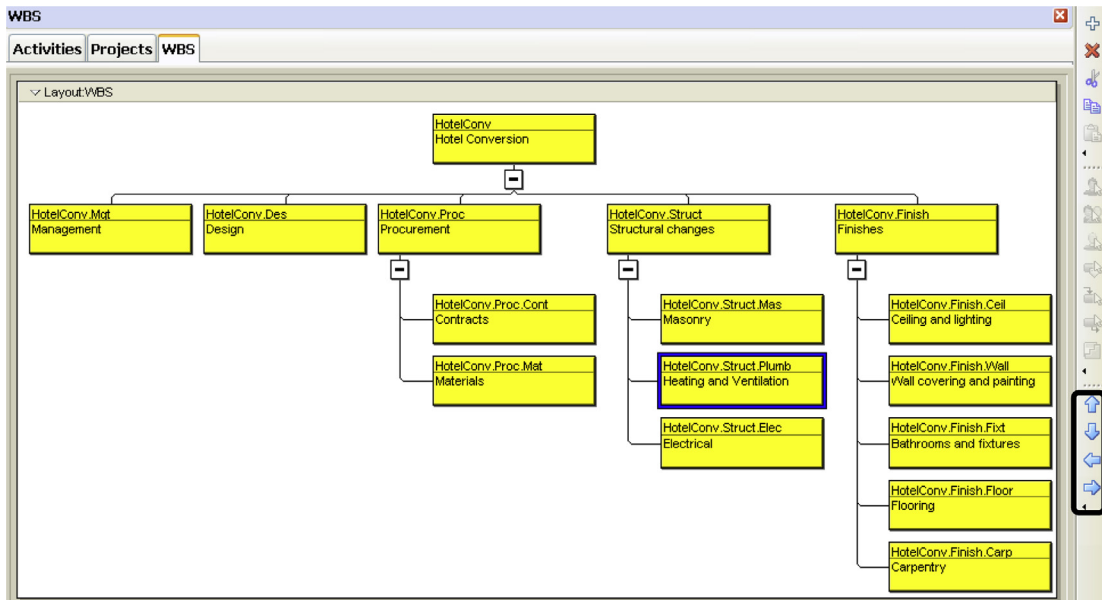 WBS
Activities Projects WBS
Layout:WBS
HotelConv
Hotel Conversion
HotelConv.Mgt
Management
HotelConv.Des
Design
HotelConv.Proc
Procurement
HotelConv.Struct
Structural changes
HotelConv.Finish
Finishes
HotelConv.Proc.Cont
Contracts
HotelConv.Proc.Mat
Materials
HotelConv.Struct.Mas
Masonry
HotelConv.Struct.Plumb
Heating and Ventilation
HotelConv.Struct.Elec
Electrical
HotelConv.Finish.Ceil
Ceiling and lighting
HotelConv.Finish.Wall
Wall covering and painting
HotelConv.Finish.Fixt
Bathrooms and fixtures
HotelConv.Finish.Floor
Flooring
HotelConv.Finish.Carp
Carpentry